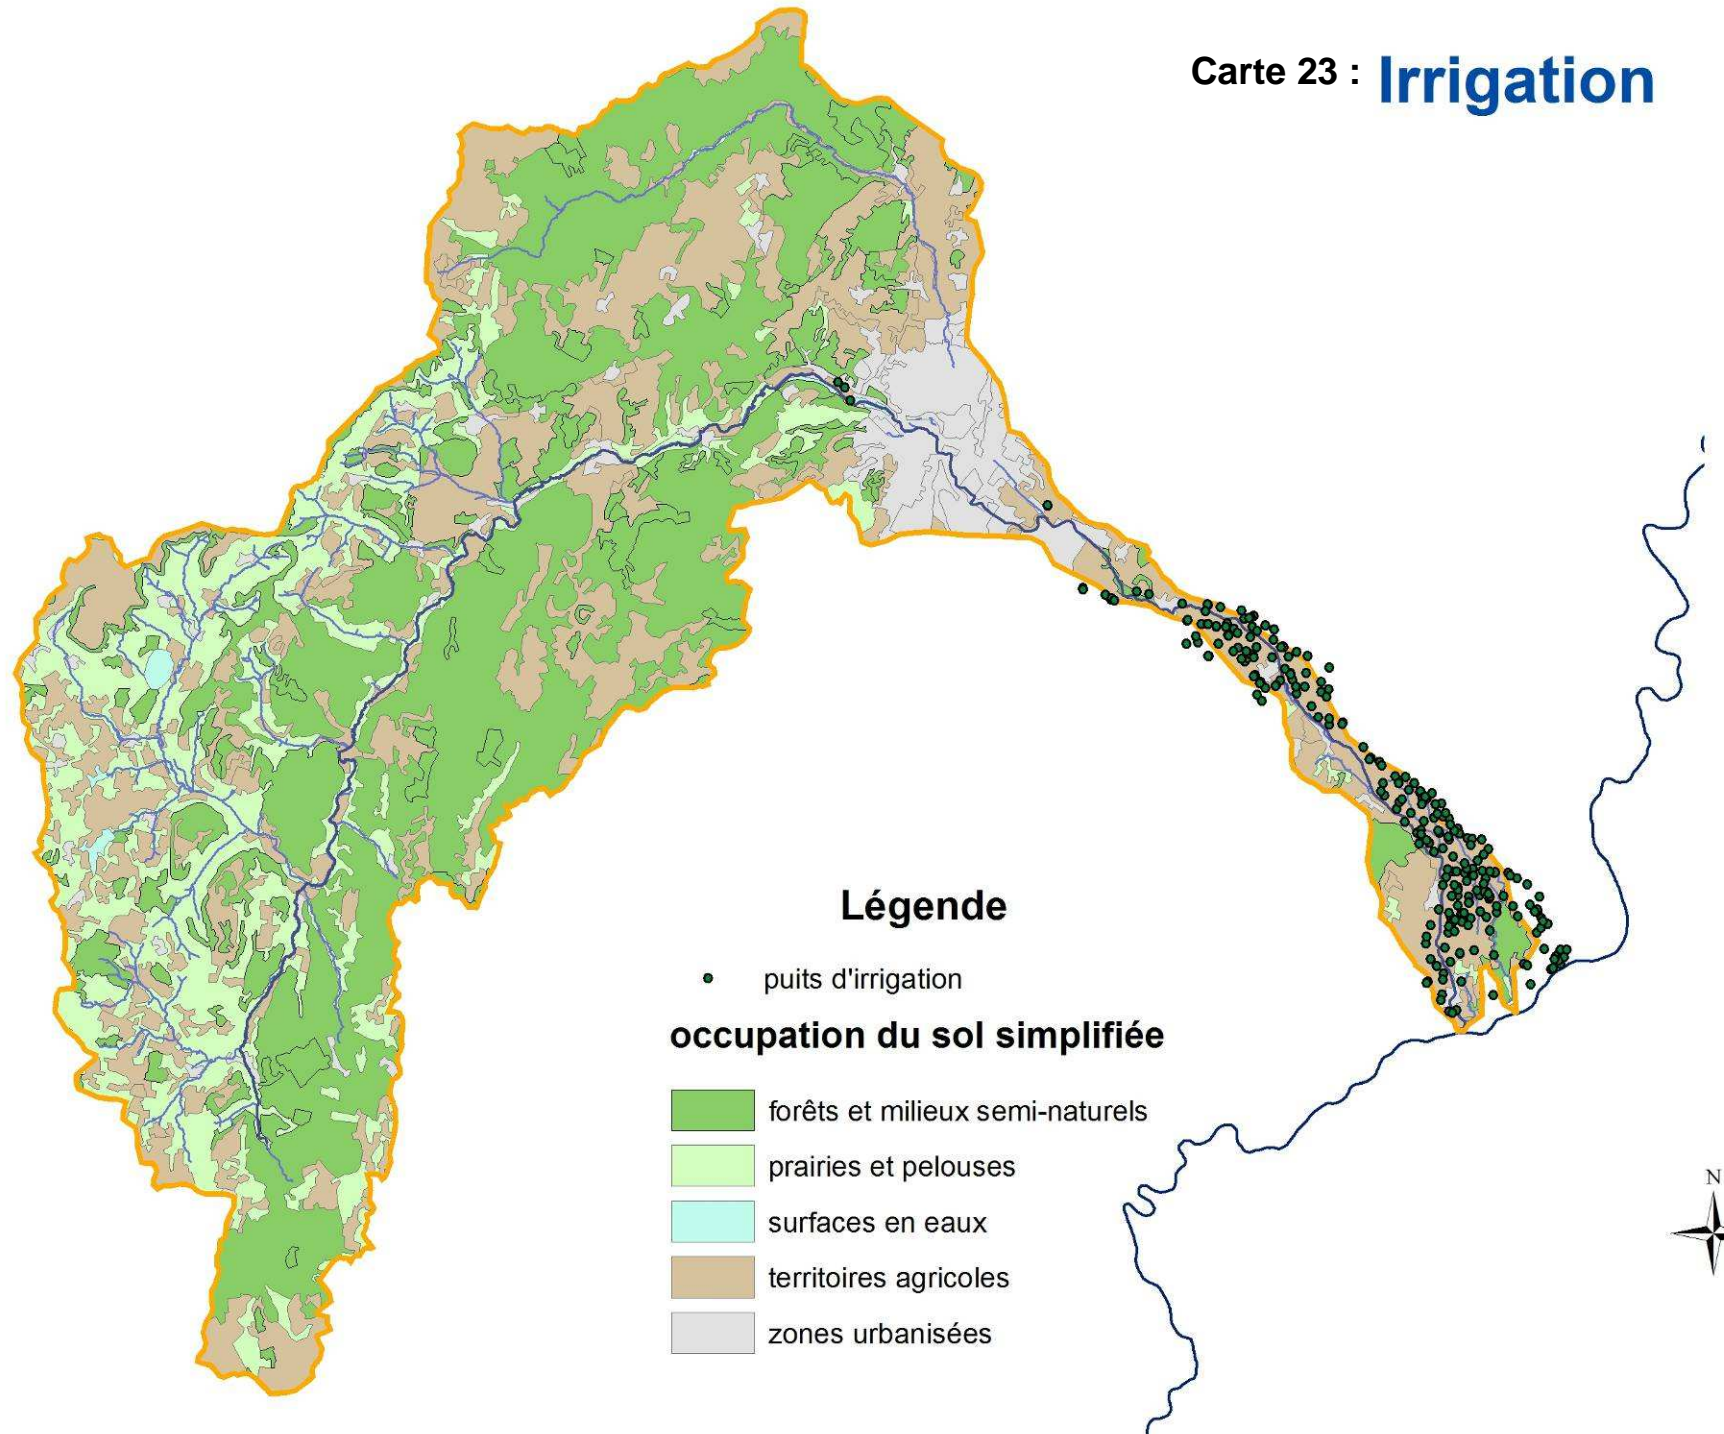 Carte 23 : Irrigation
Légende
puits d'irrigation
occupation du sol simplifiée
forêts et milieux semi-naturels
prairies et pelouses
surfaces en eaux
territoires agricoles
zones urbanisées
N